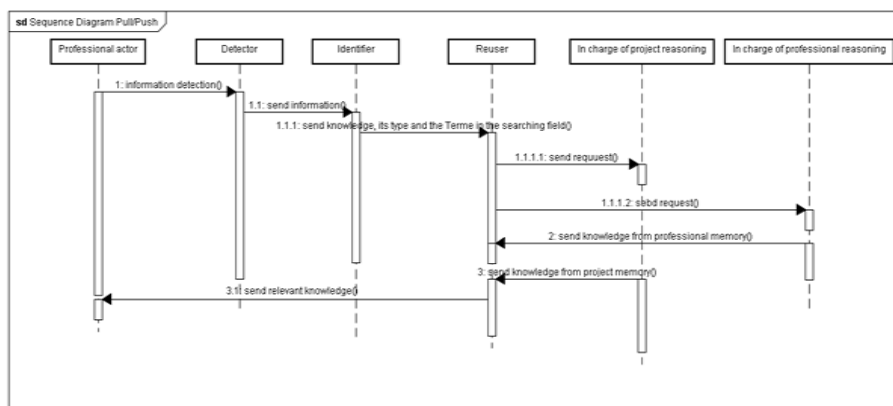 sd Sequence Diagram Pull/Push
Professional actor
Detector
Identifier
Reuser
In charge of project reasoning
In charge of professional reasoning
1: information detection()
1.1: send information()
1.1.1: send knowledge, its type and the Terme in the searching field()
1.1.1.1: send requuest()
1.1.1.2: sebd request()
2: send knowledge from professional memory()
3: send knowledge from project memory()
3.1: send relevant knowledge()